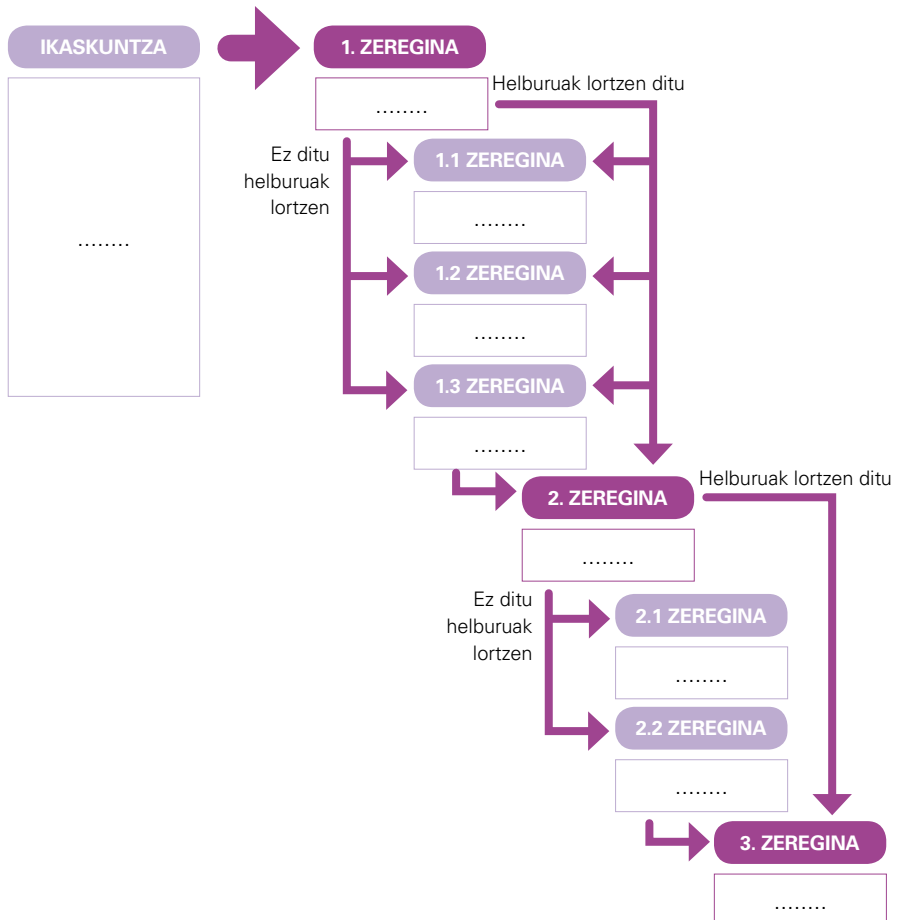 IKASKUNTZA
........
1. ZEREGINA
........
Helburuak lortzen ditu
Ez ditu
helburuak
lortzen
1.1 ZEREGINA
........
1.2 ZEREGINA
........
1.3 ZEREGINA
........
2. ZEREGINA
........
Helburuak lortzen ditu
Ez ditu
helburuak
lortzen
2.1 ZEREGINA
........
2.2 ZEREGINA
........
3. ZEREGINA
........